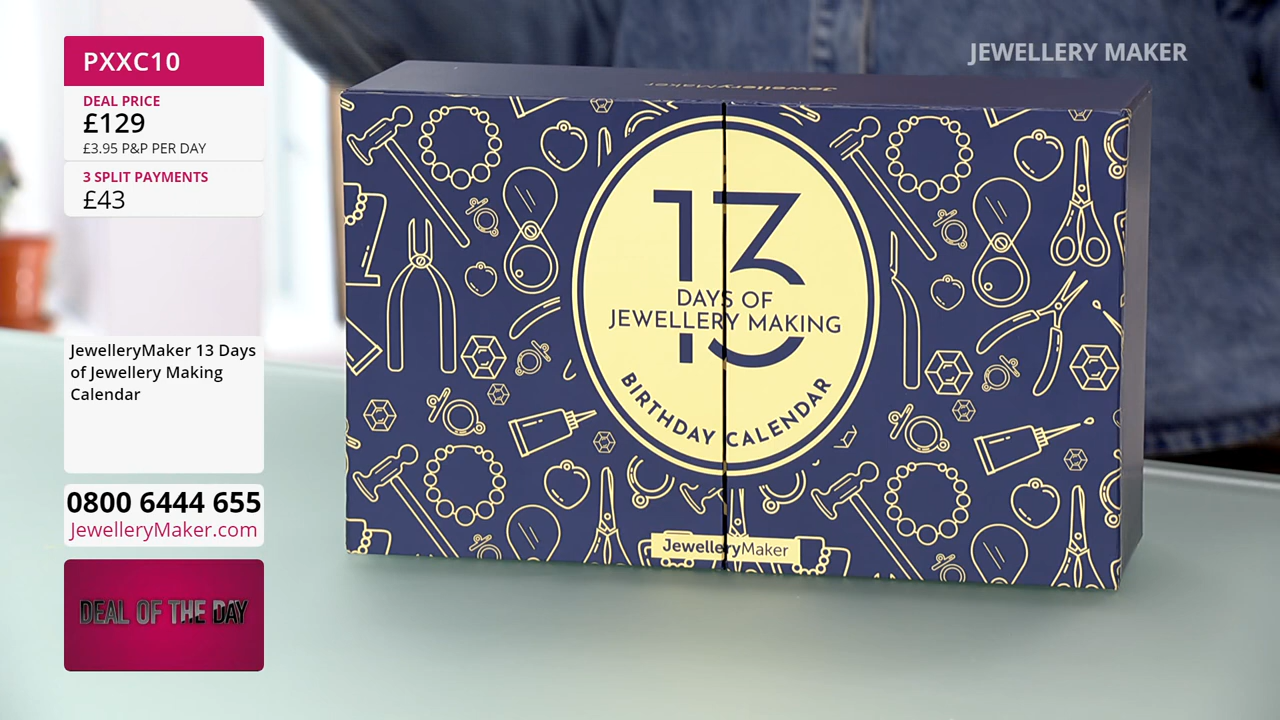 PXXC10
DEAL PRICE
£129
£3.95 P&P PER DAY
3 SPLIT PAYMENTS
£43
JewelleryMaker 13 Days
of Jewellery Making
Calendar
0800 6444 655
JewelleryMaker.com
DEAL OF THE DAY
JEWELLERY MAKER
JewelleryMaker
13
DAYS OF
JEWELLERY MAKING
BIRTHDAY CALENDAR
JewelleryMaker